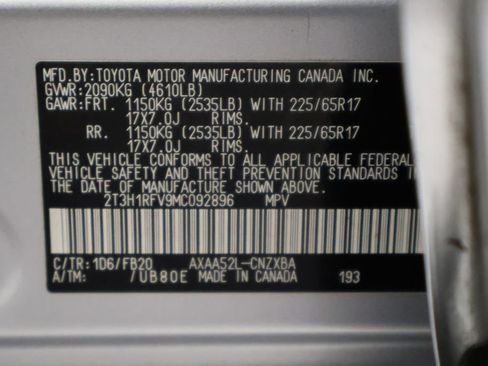 MFD.BY:TOYOTA MOTOR MANUFACTURING CANADA INC.
GVWR:2090KG (4610LB)
GAWR:FRT. 1150KG (2535LB) WITH 225/65R17
17X7.0J RIMS.
RR. 1150KG (2535LB) WITH 225/65R17
17X7.0J RIMS.
THIS VEHICLE CONFORMS TO ALL APPLICABLE FEDERAL
VEHICLE SAFETY AND THEFT PREVENTION STANDARDS
THE DATE OF MANUFACTURE SHOWN ABOVE.
2T3H1RFV9MC092896 MPV
C/TR:1D6/FB20 AXAA52L-CNZXBA
A/TM: /UB80E MADE IN CANADA 193